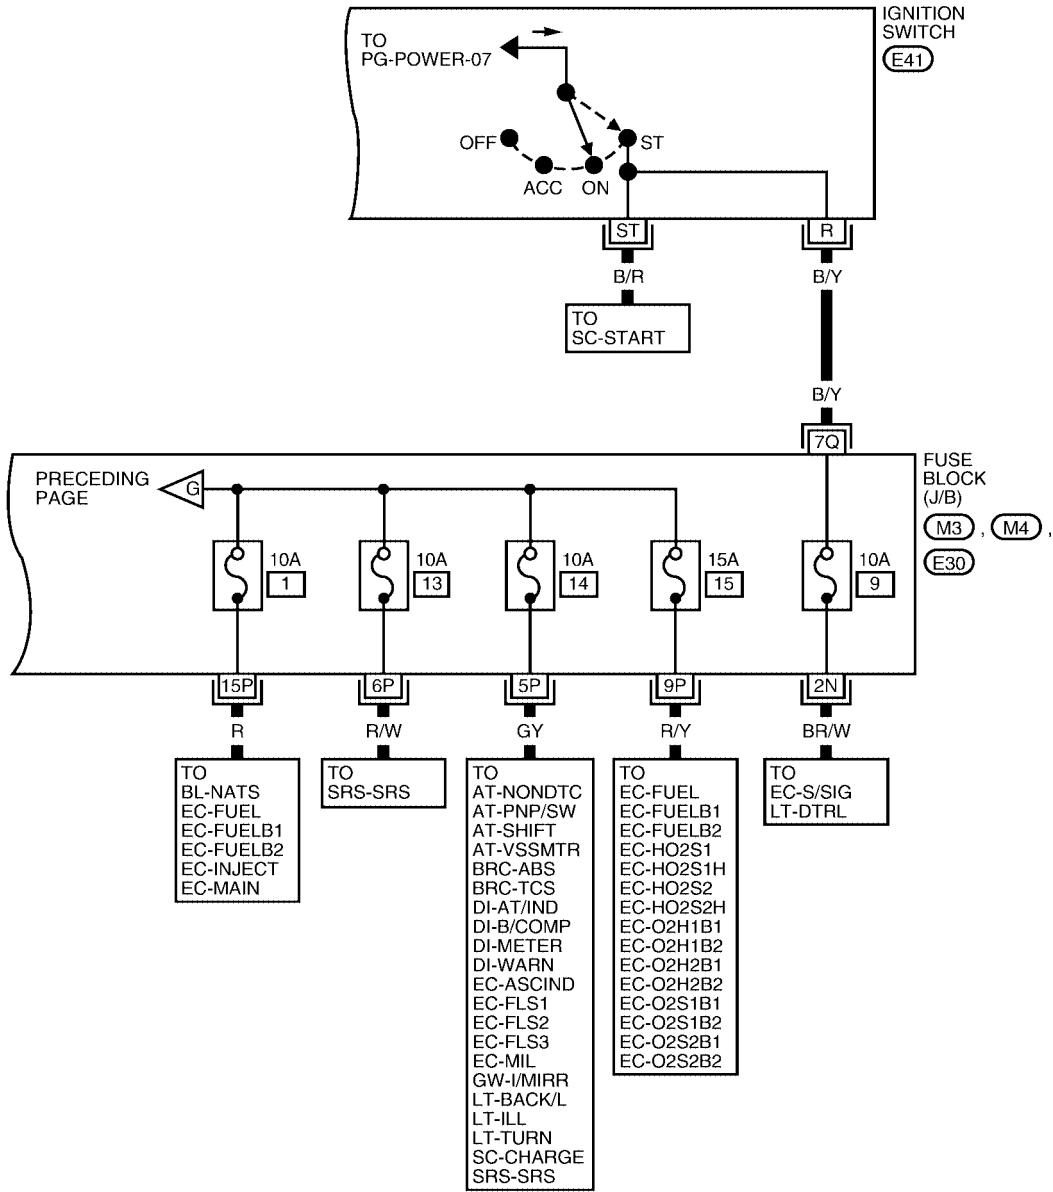 IGNITION
SWITCH
E41
TO
PG-POWER-07
OFF
ACC
ON
ST
ST
R
B/R
B/Y
TO
SC-START
B/Y
7Q
FUSE
BLOCK
(J/B)
M3 , M4 ,
E30
PRECEDING
PAGE
G
10A
1
10A
13
10A
14
15A
15
10A
9
15P
6P
5P
9P
2N
R
R/W
GY
R/Y
BR/W
TO
BL-NATS
EC-FUEL
EC-FUELB1
EC-FUELB2
EC-INJECT
EC-MAIN
TO
SRS-SRS
TO
AT-NONDTC
AT-PNP/SW
AT-SHIFT
AT-VSSMTR
BRC-ABS
BRC-TCS
DI-AT/IND
DI-B/COMP
DI-METER
DI-WARN
EC-ASCIND
EC-FLS1
EC-FLS2
EC-FLS3
EC-MIL
GW-I/MIRR
LT-BACK/L
LT-ILL
LT-TURN
SC-CHARGE
SRS-SRS
TO
EC-FUEL
EC-FUELB1
EC-FUELB2
EC-HO2S1
EC-HO2S1H
EC-HO2S2
EC-HO2S2H
EC-O2H1B1
EC-O2H1B2
EC-O2H2B1
EC-O2H2B2
EC-O2S1B1
EC-O2S1B2
EC-O2S2B1
EC-O2S2B2
TO
EC-S/SIG
LT-DTRL